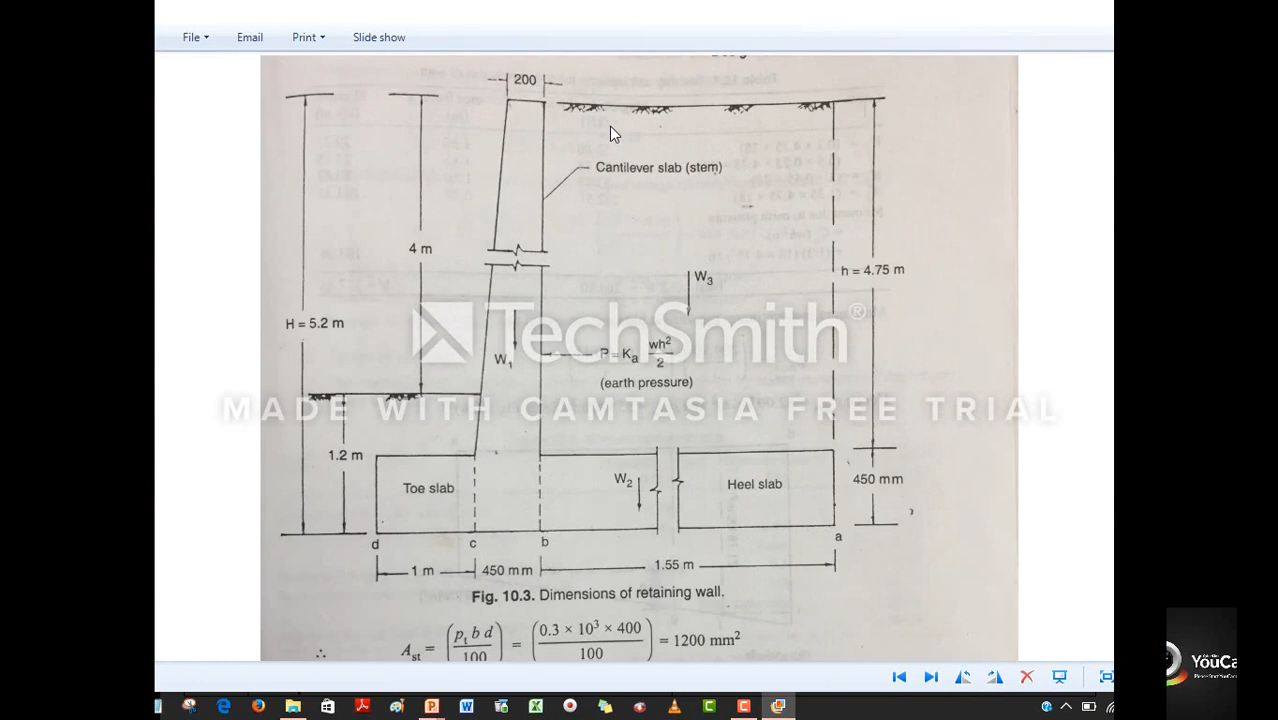 File Email Print Slide show
200
Cantilever slab (stem)
4 m
W3
h = 4.75 m
TechSmith®
H = 5.2 m
W1
P = Ka wh²/2
(earth pressure)
MADE WITH CAMTASIA FREE TRIAL
1.2 m
W2
Toe slab
Heel slab
450 mm
d c b a
1 m 450 mm 1.55 m
Fig. 10.3. Dimensions of retaining wall.
∴ Ast = (pt b d / 100) = (0.3 × 10³ × 400 / 100) = 1200 mm²
YouCa